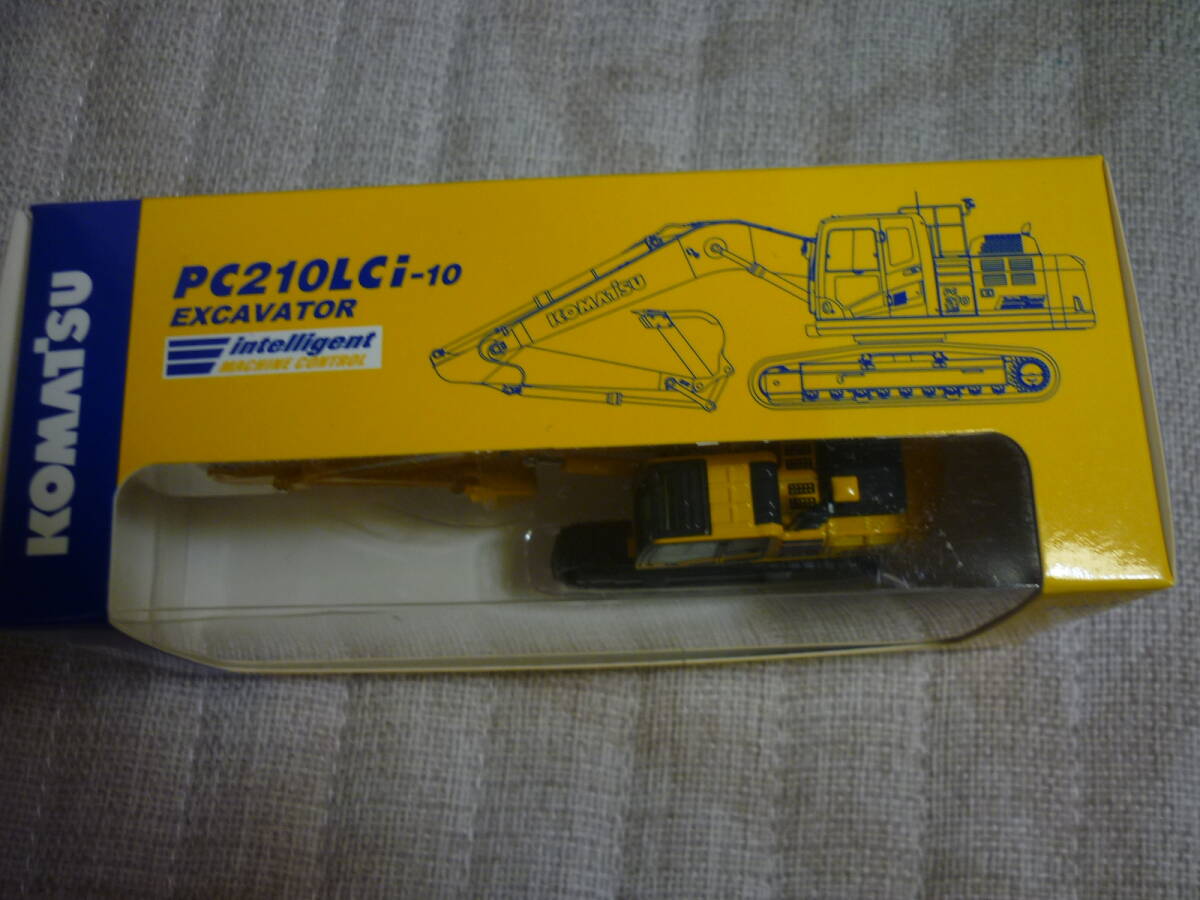 KOMATSU
PC210LCi-10
EXCAVATOR
intelligent
MACHINE CONTROL
KOMATSU